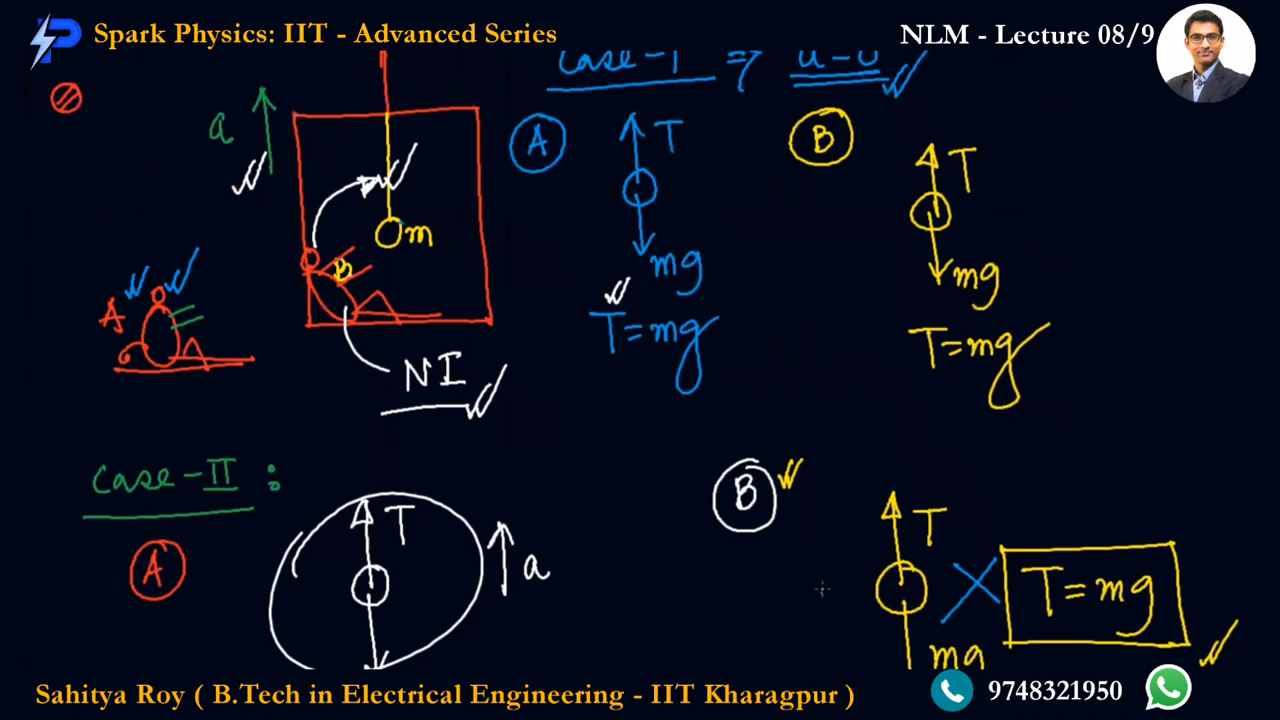 Spark Physics: IIT - Advanced Series
NLM - Lecture 08/9
Case-I ⇒ a=0
a
A
T
mg
T=mg
B
T
mg
T=mg
m
B
A
NI
Case-II :
A
T
a
B
T
mg
T=mg
Sahitya Roy ( B.Tech in Electrical Engineering - IIT Kharagpur )
9748321950